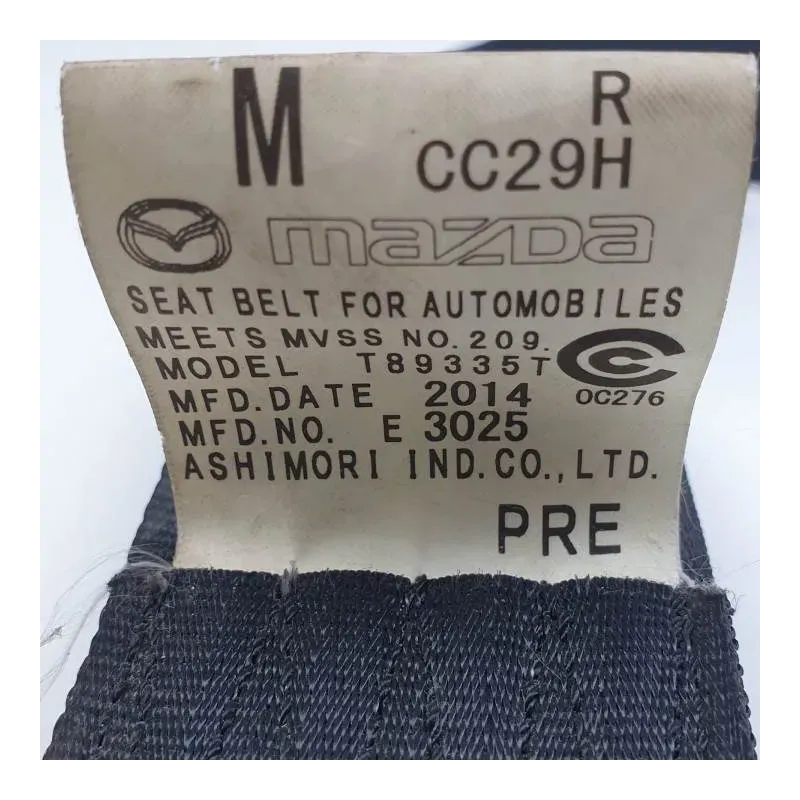 M R
CC29H
mazda
SEAT BELT FOR AUTOMOBILES
MEETS MVSS NO.209.
MODEL T89335T
MFD.DATE 2014
OC276
MFD.NO. E 3025
ASHIMORI IND.CO.,LTD.
PRE